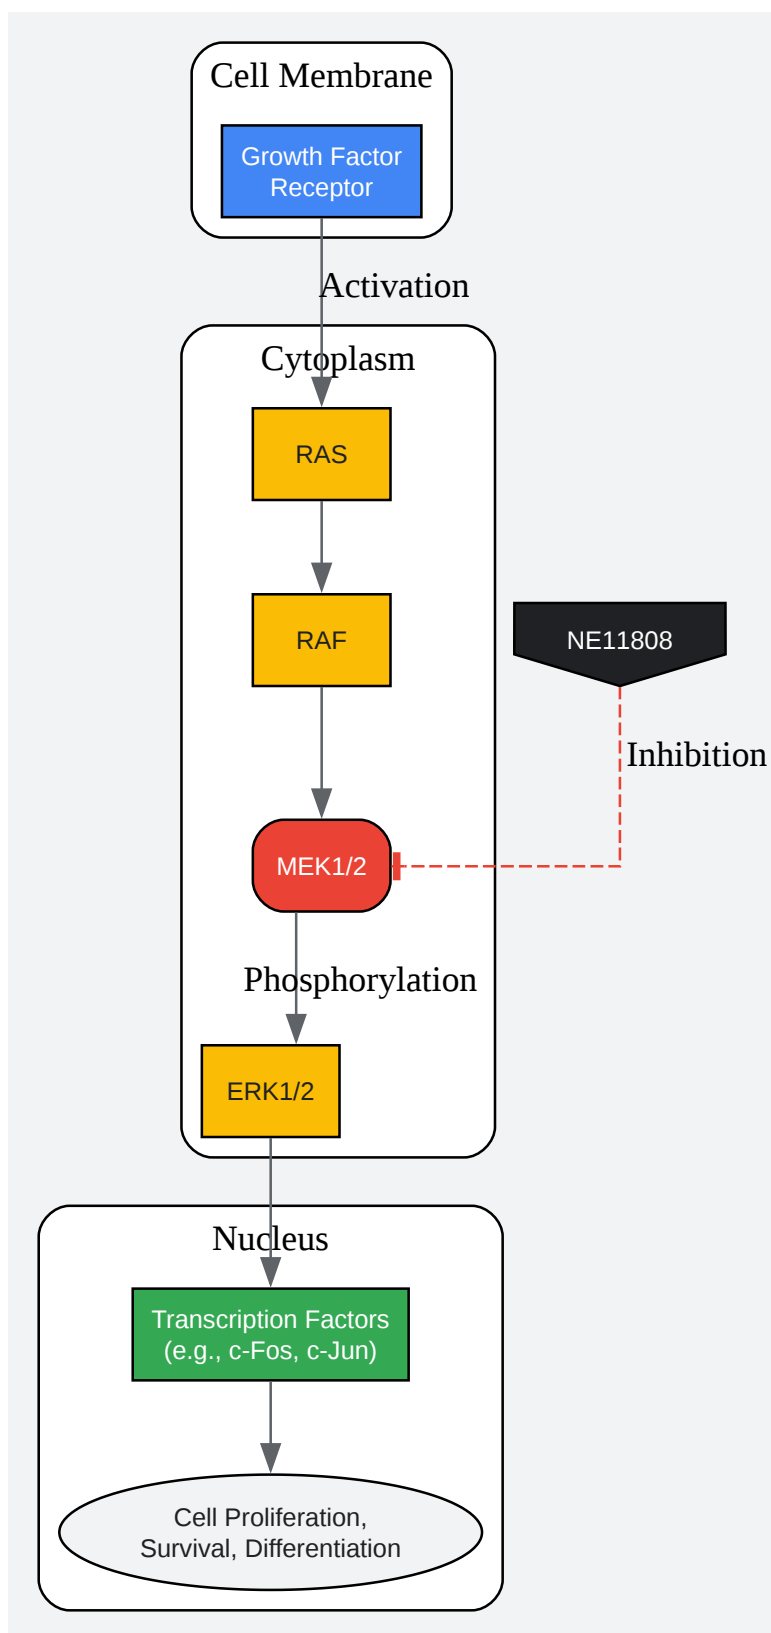 Cell Membrane
Growth Factor
Receptor
Activation
Cytoplasm
RAS
RAF
NE11808
Inhibition
MEK1/2
Phosphorylation
ERK1/2
Nucleus
Transcription Factors
(e.g., c-Fos, c-Jun)
Cell Proliferation,
Survival, Differentiation